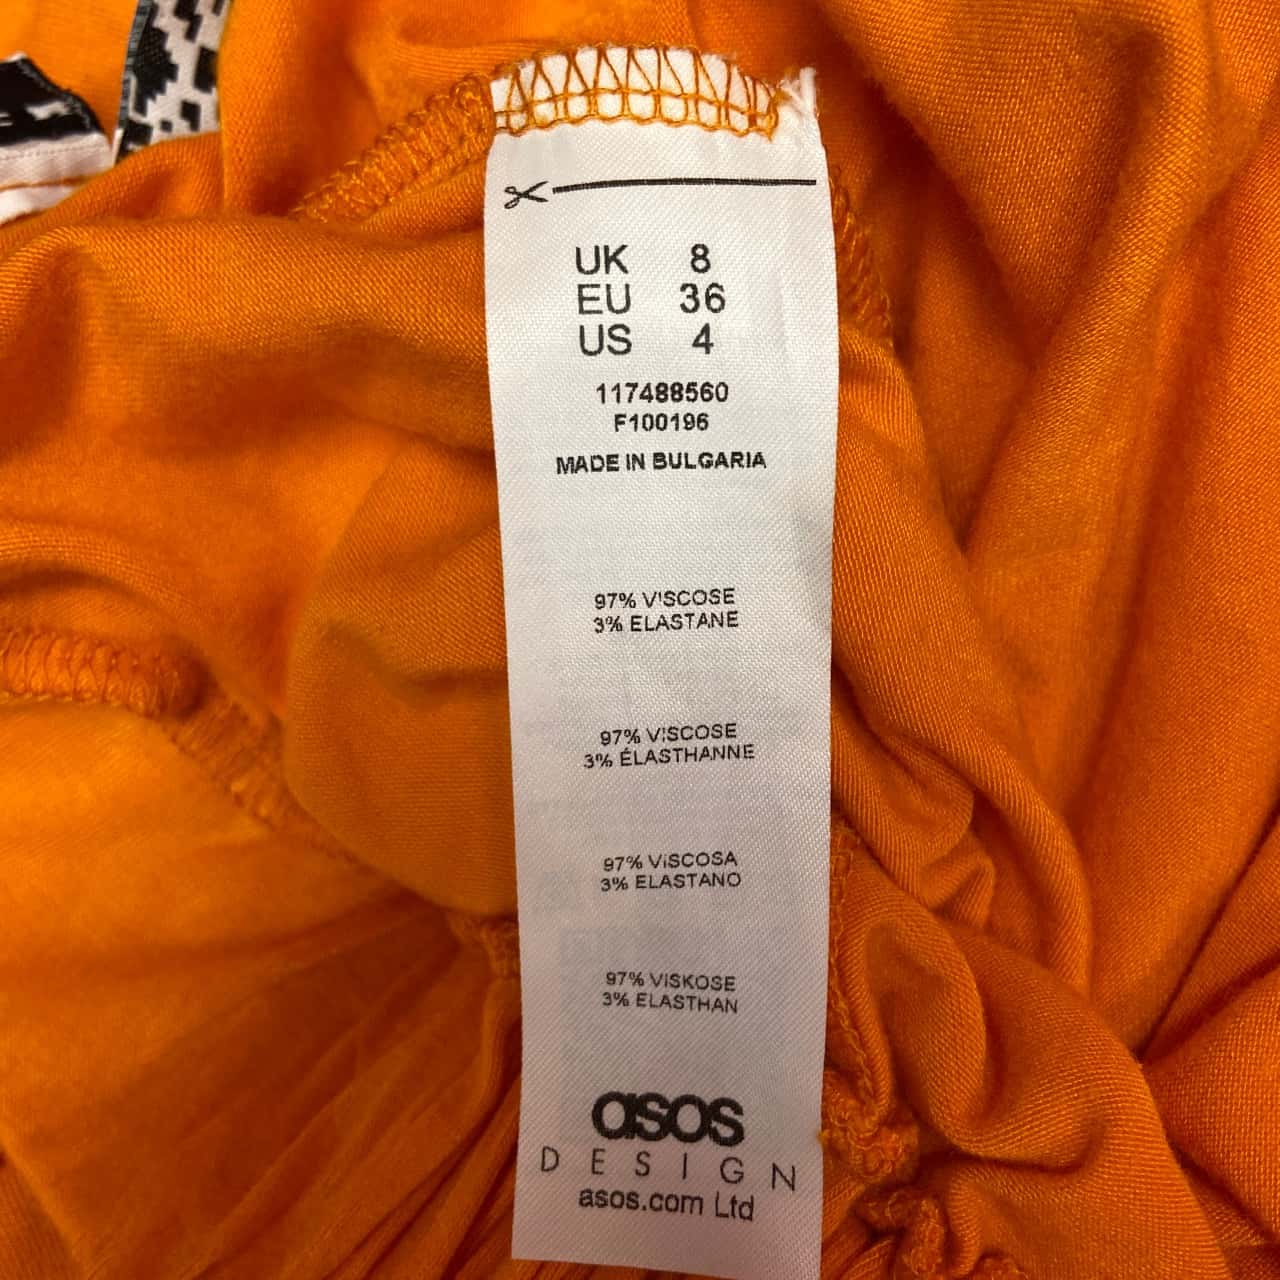 UK 8
EU 36
US 4
117488560
F100196
MADE IN BULGARIA
97% VISCOSE
3% ELASTANE
97% VISCOSE
3% ÉLASTHANNE
97% VISCOSA
3% ELASTANO
97% VISKOSE
3% ELASTHAN
asos
DESIGN
asos.com Ltd